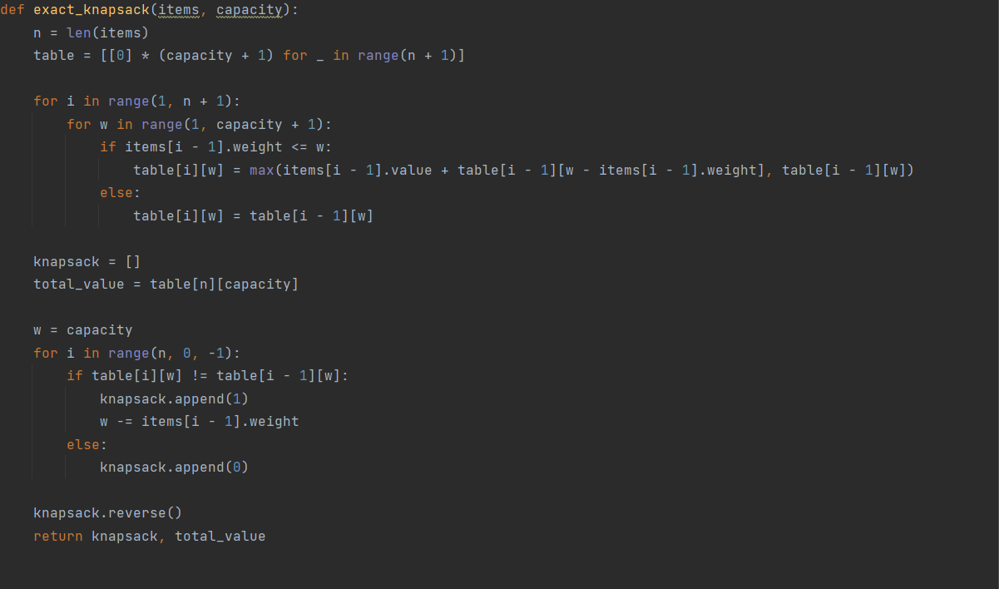 def exact_knapsack(items, capacity):
    n = len(items)
    table = [[0] * (capacity + 1) for _ in range(n + 1)]

    for i in range(1, n + 1):
        for w in range(1, capacity + 1):
            if items[i - 1].weight <= w:
                table[i][w] = max(items[i - 1].value + table[i - 1][w - items[i - 1].weight], table[i - 1][w])
            else:
                table[i][w] = table[i - 1][w]

    knapsack = []
    total_value = table[n][capacity]

    w = capacity
    for i in range(n, 0, -1):
        if table[i][w] != table[i - 1][w]:
            knapsack.append(1)
            w -= items[i - 1].weight
        else:
            knapsack.append(0)

    knapsack.reverse()
    return knapsack, total_value